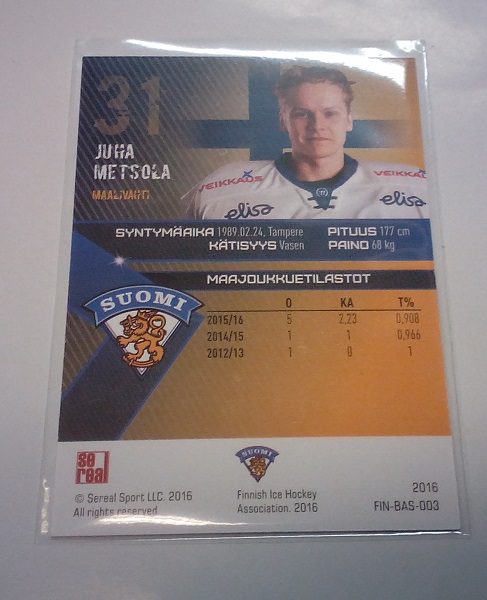 31
JUHA
METSOLA
MAALIVAHTI
VEIKKAUS
VEIKKAUS
elisa
elisa
SYNTYMÄAIKA 1989.02.24, Tampere PITUUS 177 cm
KÄTISYYS Vasen PAINO 68 kg
MAAJOUKKUETILASTOT
SUOMI
O KA T%
2015/16 5 2,23 0,908
2014/15 1 1 0,966
2012/13 1 0 1
se
real
SUOMI
© Sereal Sport LLC. 2016
All rights reserved
Finnish Ice Hockey
Association. 2016
2016
FIN-BAS-003